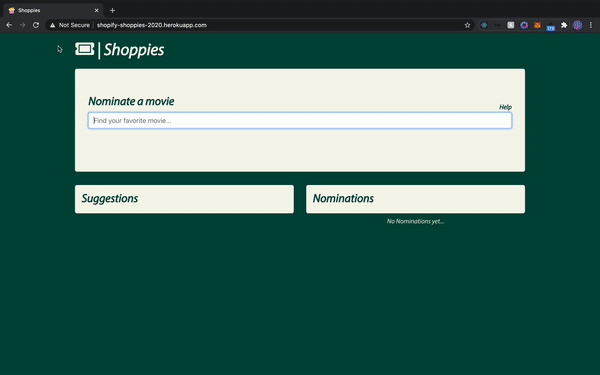 Shoppies
Not Secure | shopify-shoppies-2020.herokuapp.com
| Shoppies
Nominate a movie
Help
Find your favorite movie...
Suggestions
Nominations
No Nominations yet...